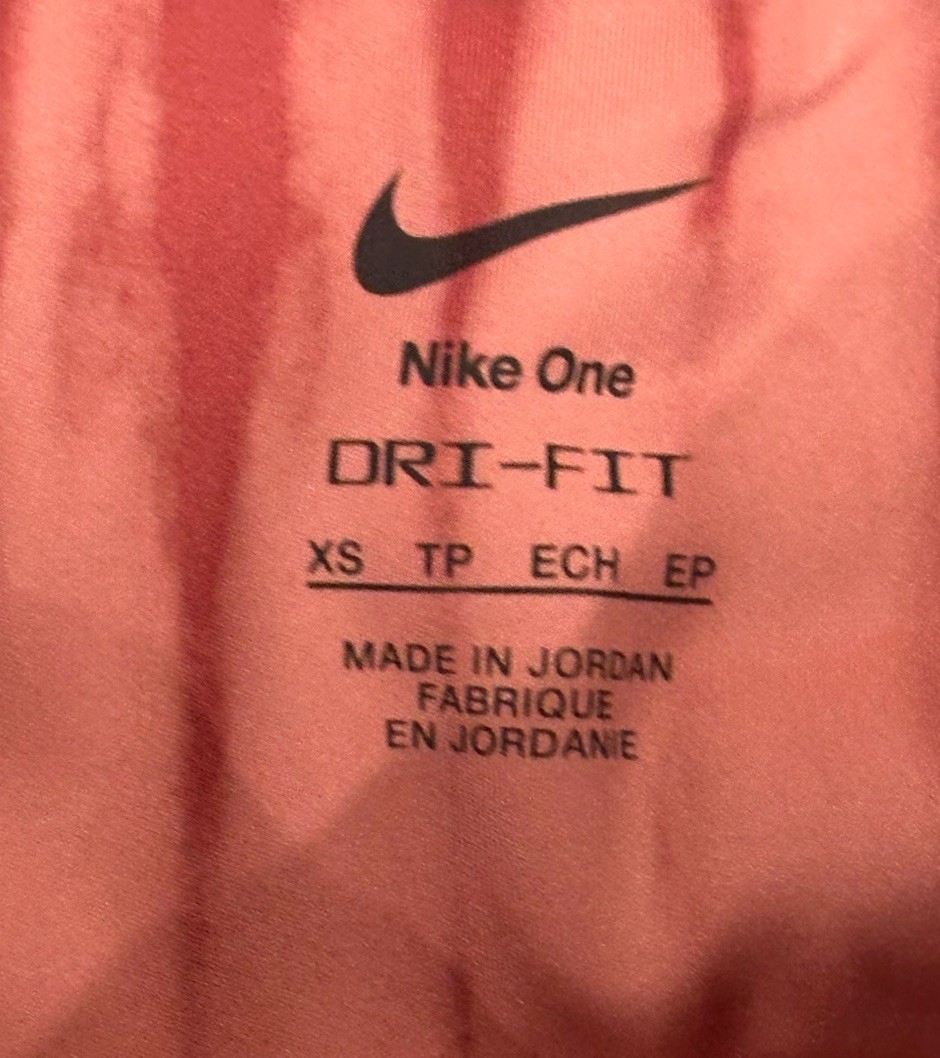 Nike One
DRI-FIT
XS TP ECH EP
MADE IN JORDAN
FABRIQUE
EN JORDANIE